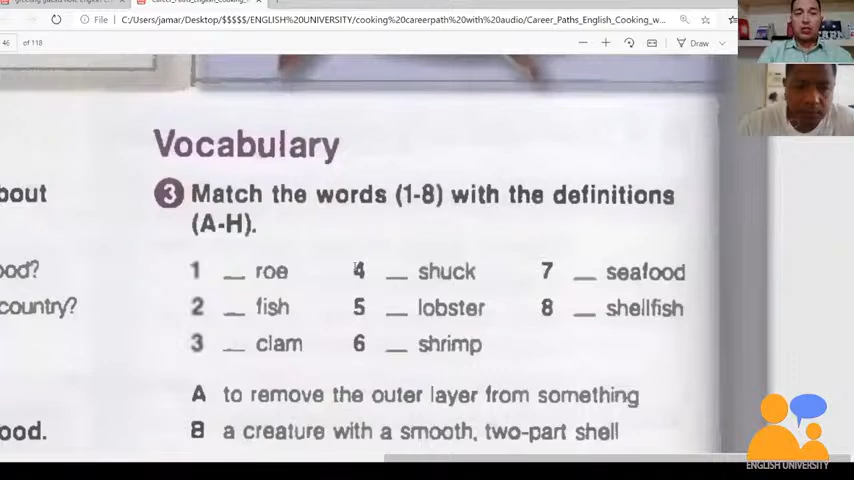 File
C:/Users/jamar/Desktop/$$$$$/ENGLISH%20UNIVERSITY/cooking%20careerpath%20with%20audio/Career_Paths_English_Cooking_w...
46 of 118
Draw
Vocabulary
3 Match the words (1-8) with the definitions
(A-H).
bout
ood?
country?
ood.
1 __ roe 4 __ shuck 7 __ seafood
2 __ fish 5 __ lobster 8 __ shellfish
3 __ clam 6 __ shrimp
A to remove the outer layer from something
B a creature with a smooth, two-part shell
ENGLISH UNIVERSITY